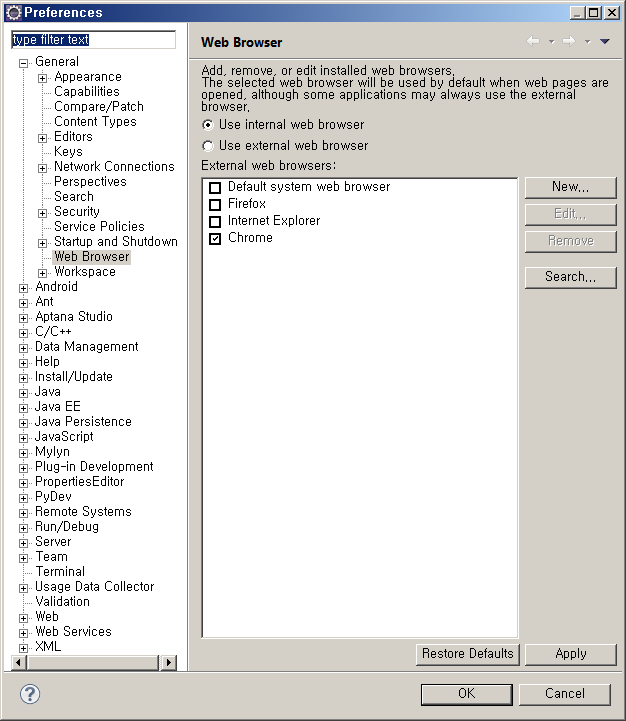 Preferences
type filter text
General
Appearance
Capabilities
Compare/Patch
Content Types
Editors
Keys
Network Connections
Perspectives
Search
Security
Service Policies
Startup and Shutdown
Web Browser
Workspace
Android
Ant
Aptana Studio
C/C++
Data Management
Help
Install/Update
Java
Java EE
Java Persistence
JavaScript
Mylyn
Plug-in Development
PropertiesEditor
PyDev
Remote Systems
Run/Debug
Server
Team
Terminal
Usage Data Collector
Validation
Web
Web Services
XML
Web Browser
Add, remove, or edit installed web browsers.
The selected web browser will be used by default when web pages are
opened, although some applications may always use the external
browser.
Use internal web browser
Use external web browser
External web browsers:
Default system web browser
Firefox
Internet Explorer
Chrome
New...
Edit...
Remove
Search...
Restore Defaults
Apply
OK
Cancel